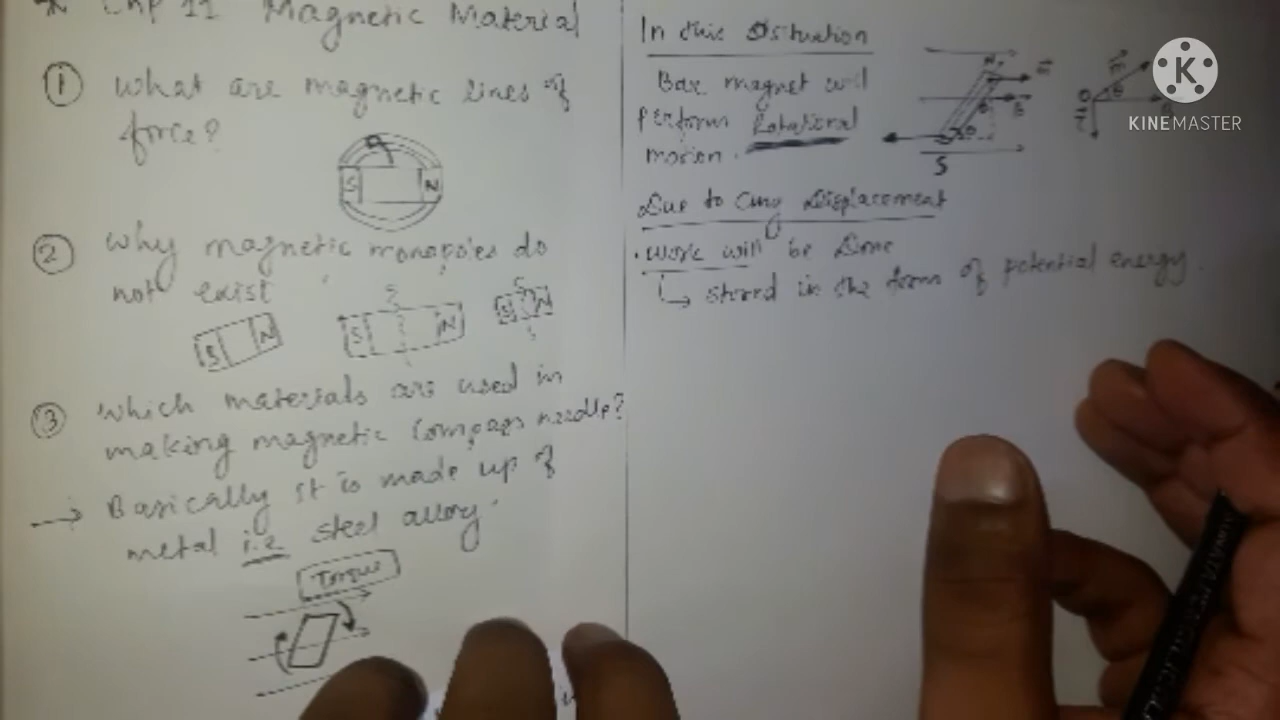 * Chp 11 Magnetic Material
① What are magnetic lines of
force?
S N
② Why magnetic monopoles do
not exist
S N S N S N
③ Which materials are used in
making magnetic compass needle?
→ Basically it is made up of
metal i.e steel alloy.
Torque
In this situation
Bar magnet will
perform Rotational
motion.
S
Due to any Displacement
• Work will be Done
↳ stored in the form of potential energy.
K
KINEMASTER